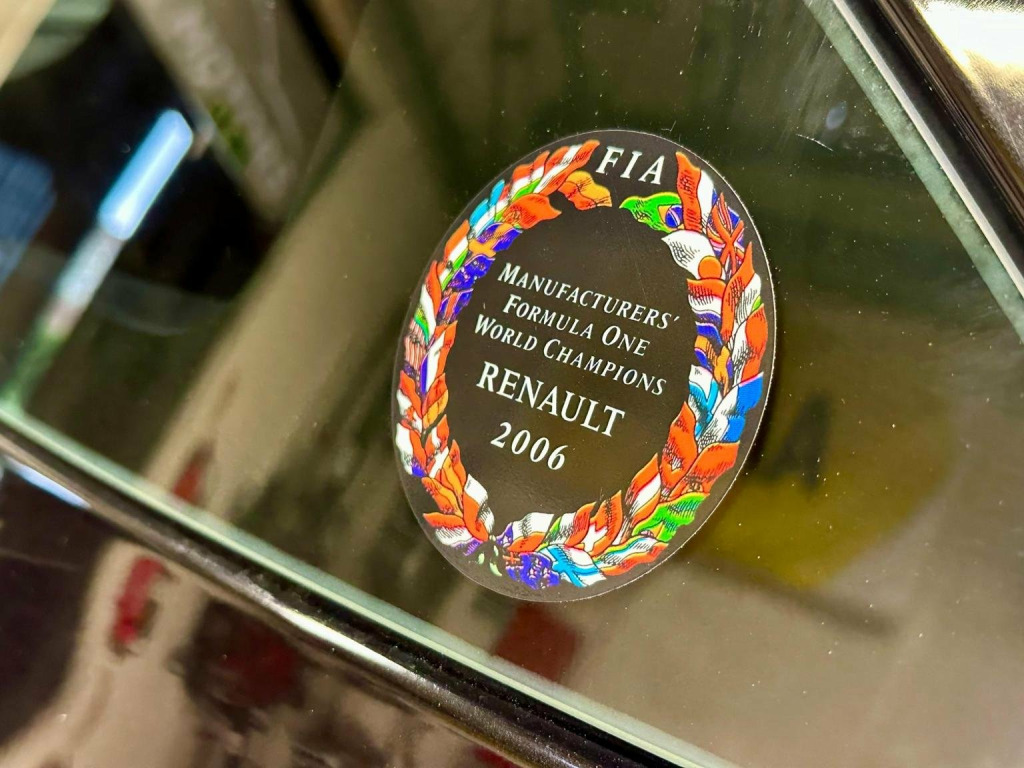 FIA
MANUFACTURERS'
FORMULA ONE
WORLD CHAMPIONS
RENAULT
2006
A